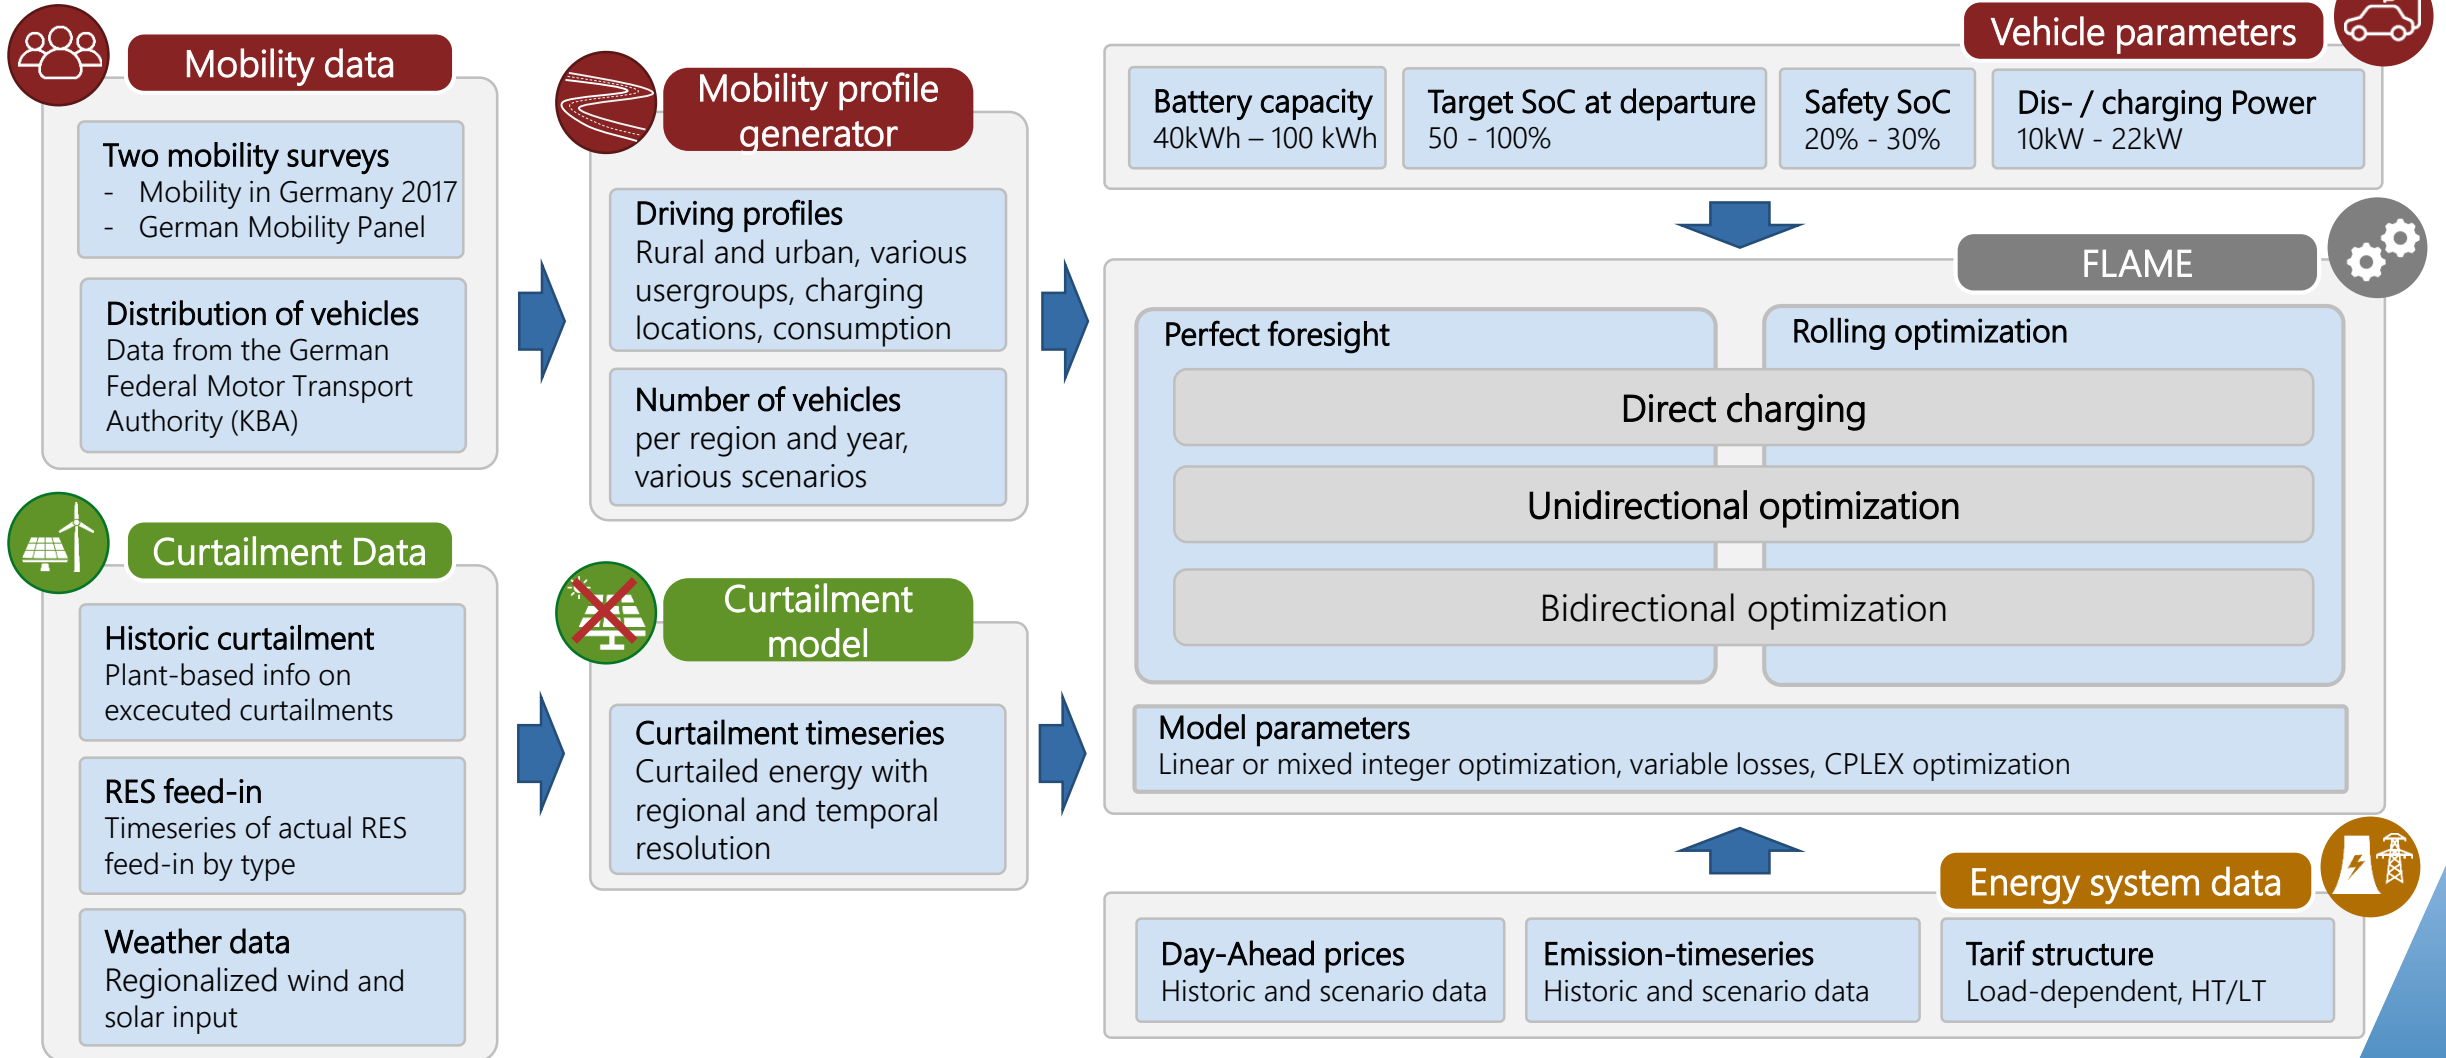 Mobility data
Two mobility surveys
- Mobility in Germany 2017
- German Mobility Panel
Distribution of vehicles
Data from the German
Federal Motor Transport
Authority (KBA)
Curtailment Data
Historic curtailment
Plant-based info on
excecuted curtailments
RES feed-in
Timeseries of actual RES
feed-in by type
Weather data
Regionalized wind and
solar input
Mobility profile
generator
Driving profiles
Rural and urban, various
usergroups, charging
locations, consumption
Number of vehicles
per region and year,
various scenarios
Curtailment
model
Curtailment timeseries
Curtailed energy with
regional and temporal
resolution
Vehicle parameters
Battery capacity
40kWh – 100 kWh
Target SoC at departure
50 - 100%
Safety SoC
20% - 30%
Dis- / charging Power
10kW - 22kW
FLAME
Perfect foresight
Rolling optimization
Direct charging
Unidirectional optimization
Bidirectional optimization
Model parameters
Linear or mixed integer optimization, variable losses, CPLEX optimization
Energy system data
Day-Ahead prices
Historic and scenario data
Emission-timeseries
Historic and scenario data
Tarif structure
Load-dependent, HT/LT